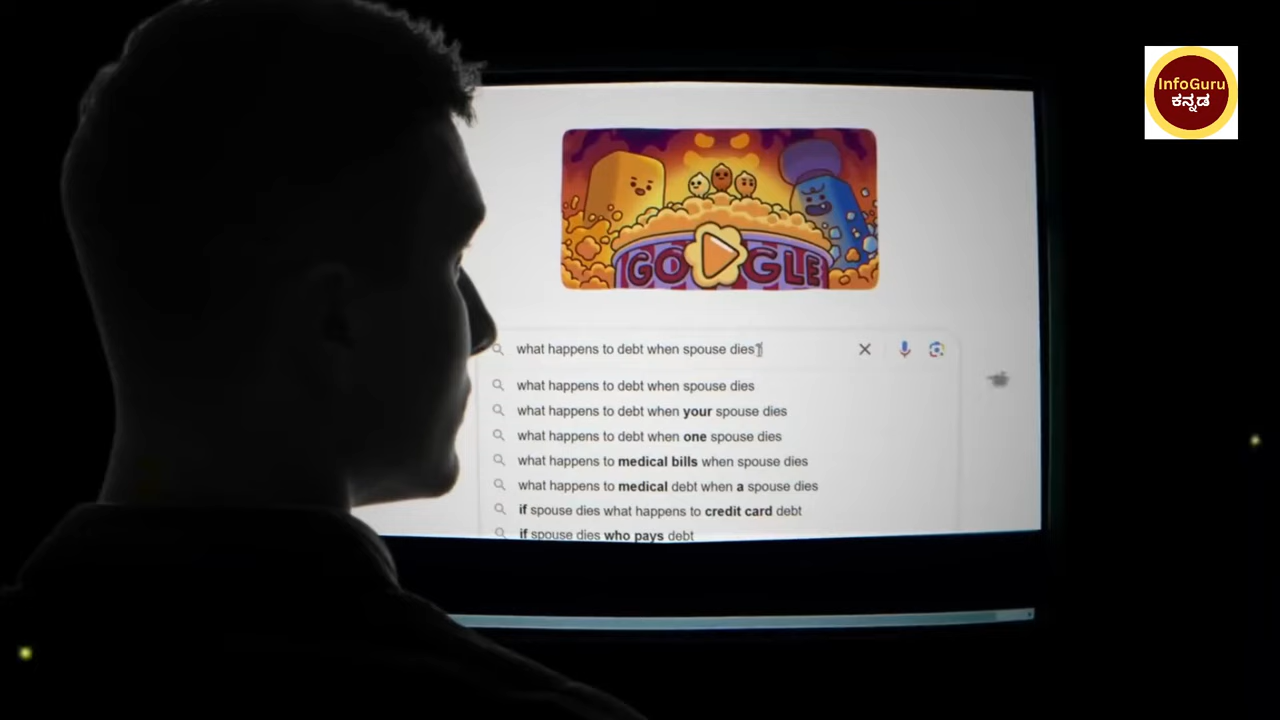 InfoGuru
ಕನ್ನಡ
GOOGLE
what happens to debt when spouse dies
what happens to debt when spouse dies
what happens to debt when your spouse dies
what happens to debt when one spouse dies
what happens to medical bills when spouse dies
what happens to medical debt when a spouse dies
if spouse dies what happens to credit card debt
if spouse dies who pays debt